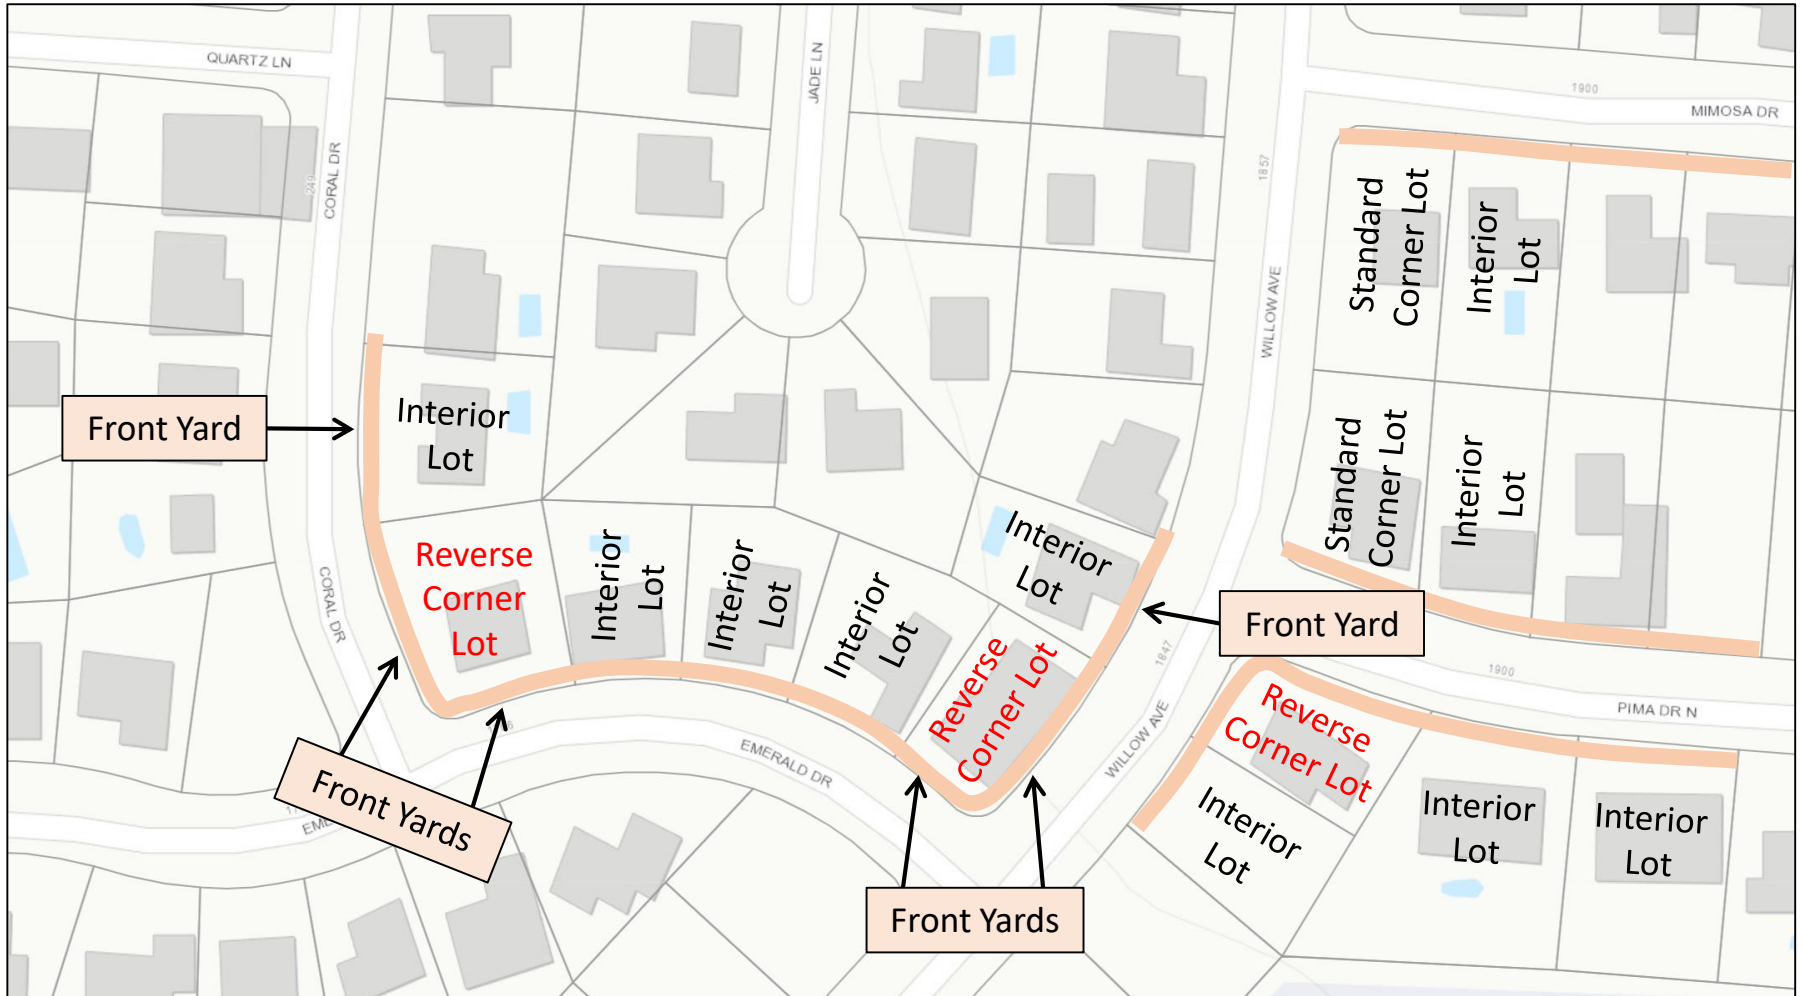 QUARTZ LN
JADE LN
1900
MIMOSA DR
CORAL DR
249
1857
Standard
Corner Lot
Interior
Lot
WILLOW AVE
Front Yard
Interior
Lot
Standard
Corner Lot
Interior
Lot
Reverse
Corner
Lot
Interior
Lot
Interior
Lot
Interior
Lot
Interior
Lot
Front Yard
CORAL DR
1847
Reverse
Corner Lot
1900
PIMA DR N
Reverse
Corner Lot
WILLOW AVE
EMERALD DR
Front Yards
Interior
Lot
Interior
Lot
Interior
Lot
Front Yards